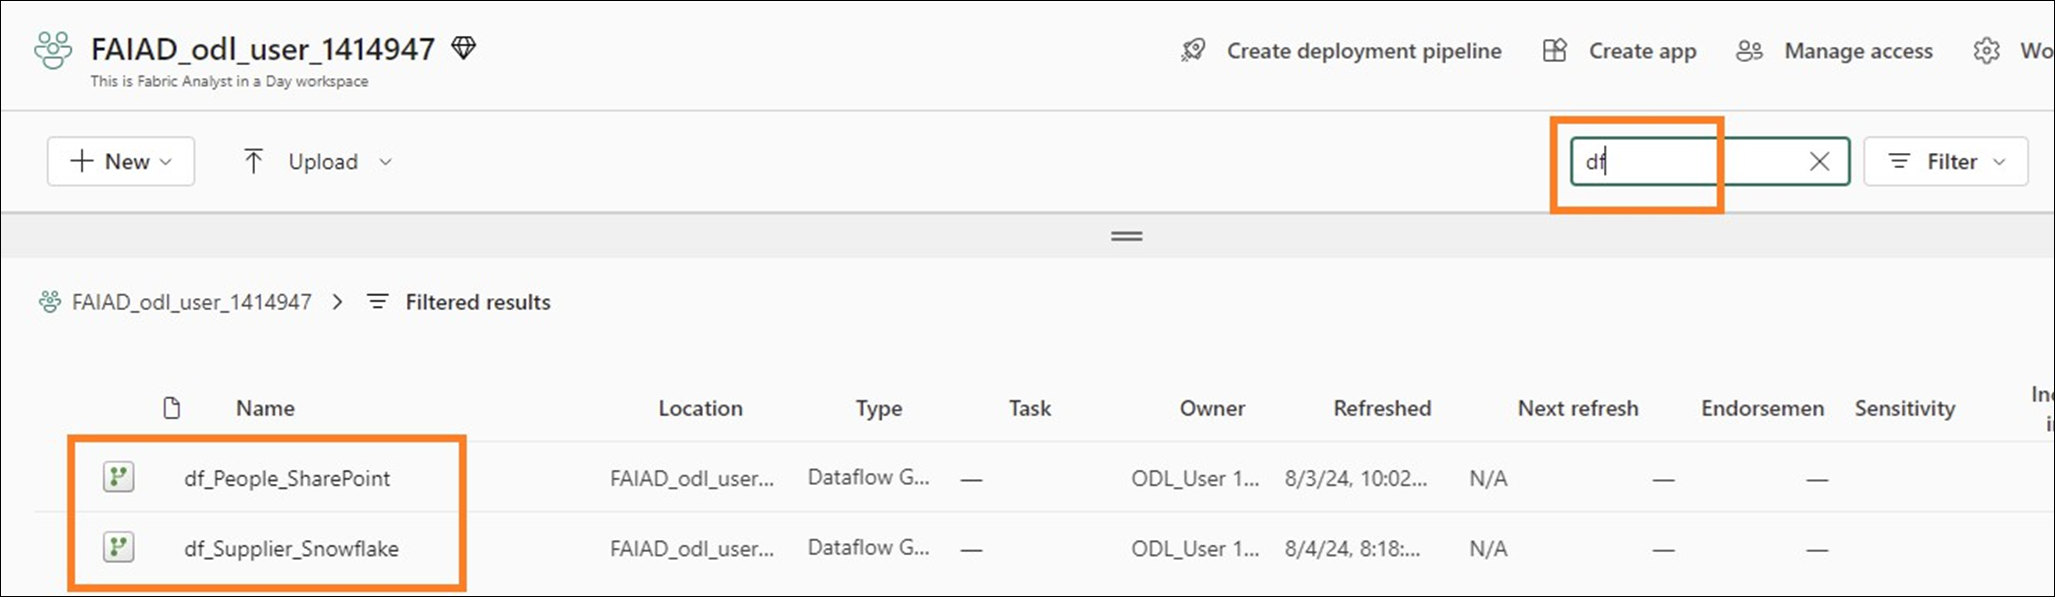 FAIAD_odl_user_1414947
This is Fabric Analyst in a Day workspace
Create deployment pipeline Create app Manage access Wo
New Upload df Filter
FAIAD_odl_user_1414947 > Filtered results
Name Location Type Task Owner Refreshed Next refresh Endorsemen Sensitivity
df_People_SharePoint FAIAD_odl_user... Dataflow G... — ODL_User 1... 8/3/24, 10:02... N/A — —
df_Supplier_Snowflake FAIAD_odl_user... Dataflow G... — ODL_User 1... 8/4/24, 8:18:... N/A — —